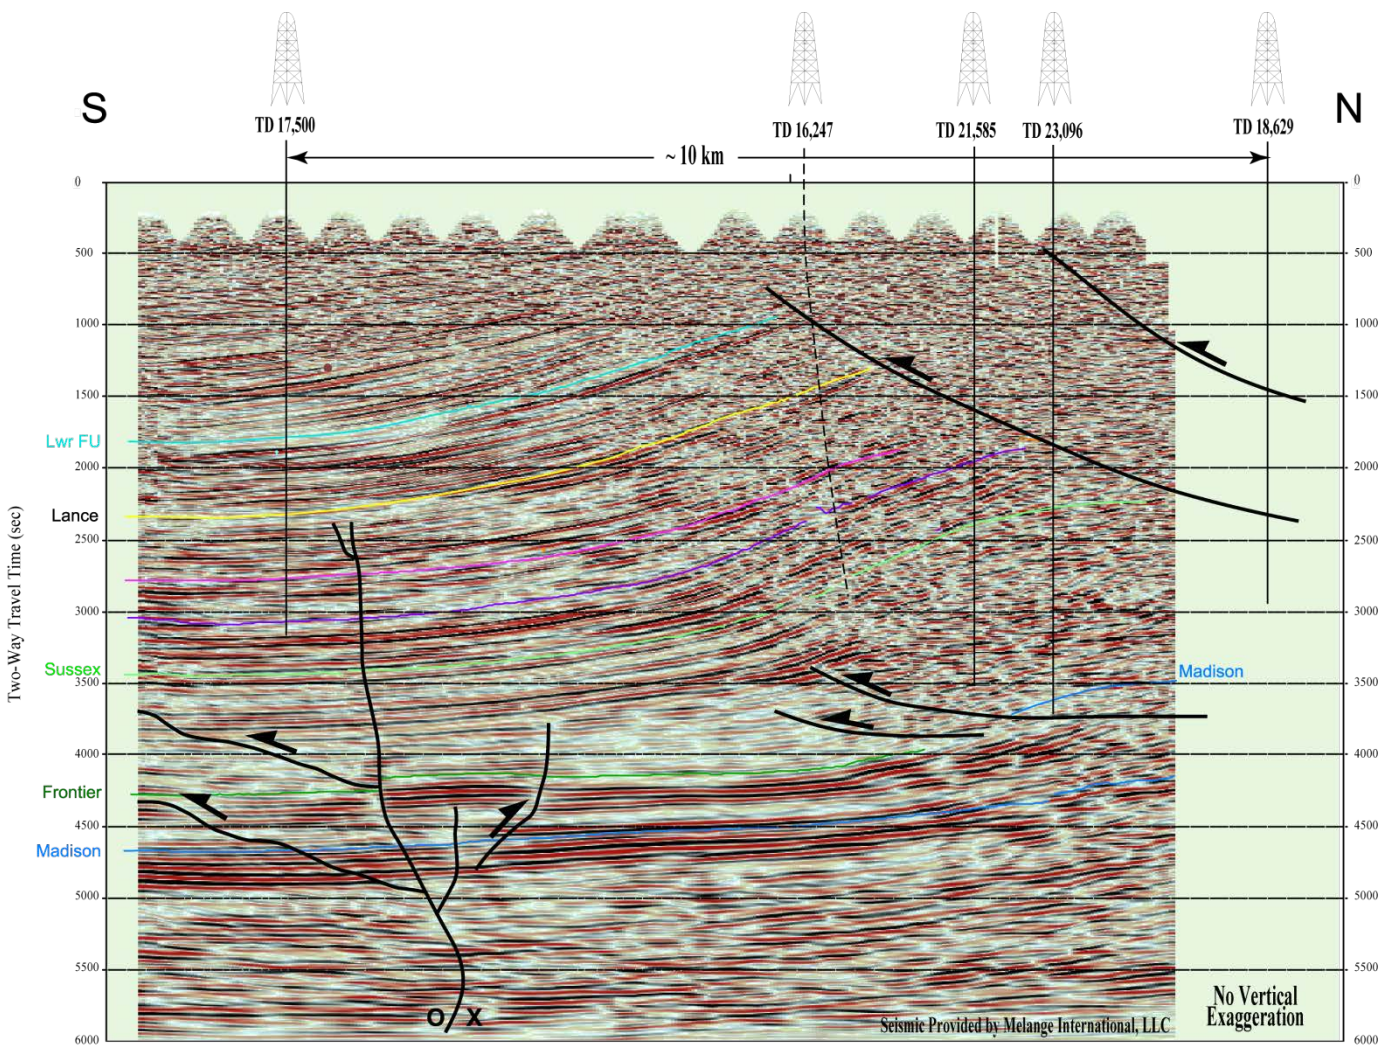 S
N
TD 17,500
TD 16,247
TD 21,585
TD 23,096
TD 18,629
~ 10 km
0
0
500
500
1000
1000
1500
1500
Lwr FU
2000
2000
Lance
2500
2500
Two-Way Travel Time (sec)
3000
3000
Sussex
Madison
3500
3500
4000
4000
Frontier
4500
4500
Madison
5000
5000
5500
5500
O X
No Vertical
Exaggeration
Seismic Provided by Melange International, LLC
6000
6000